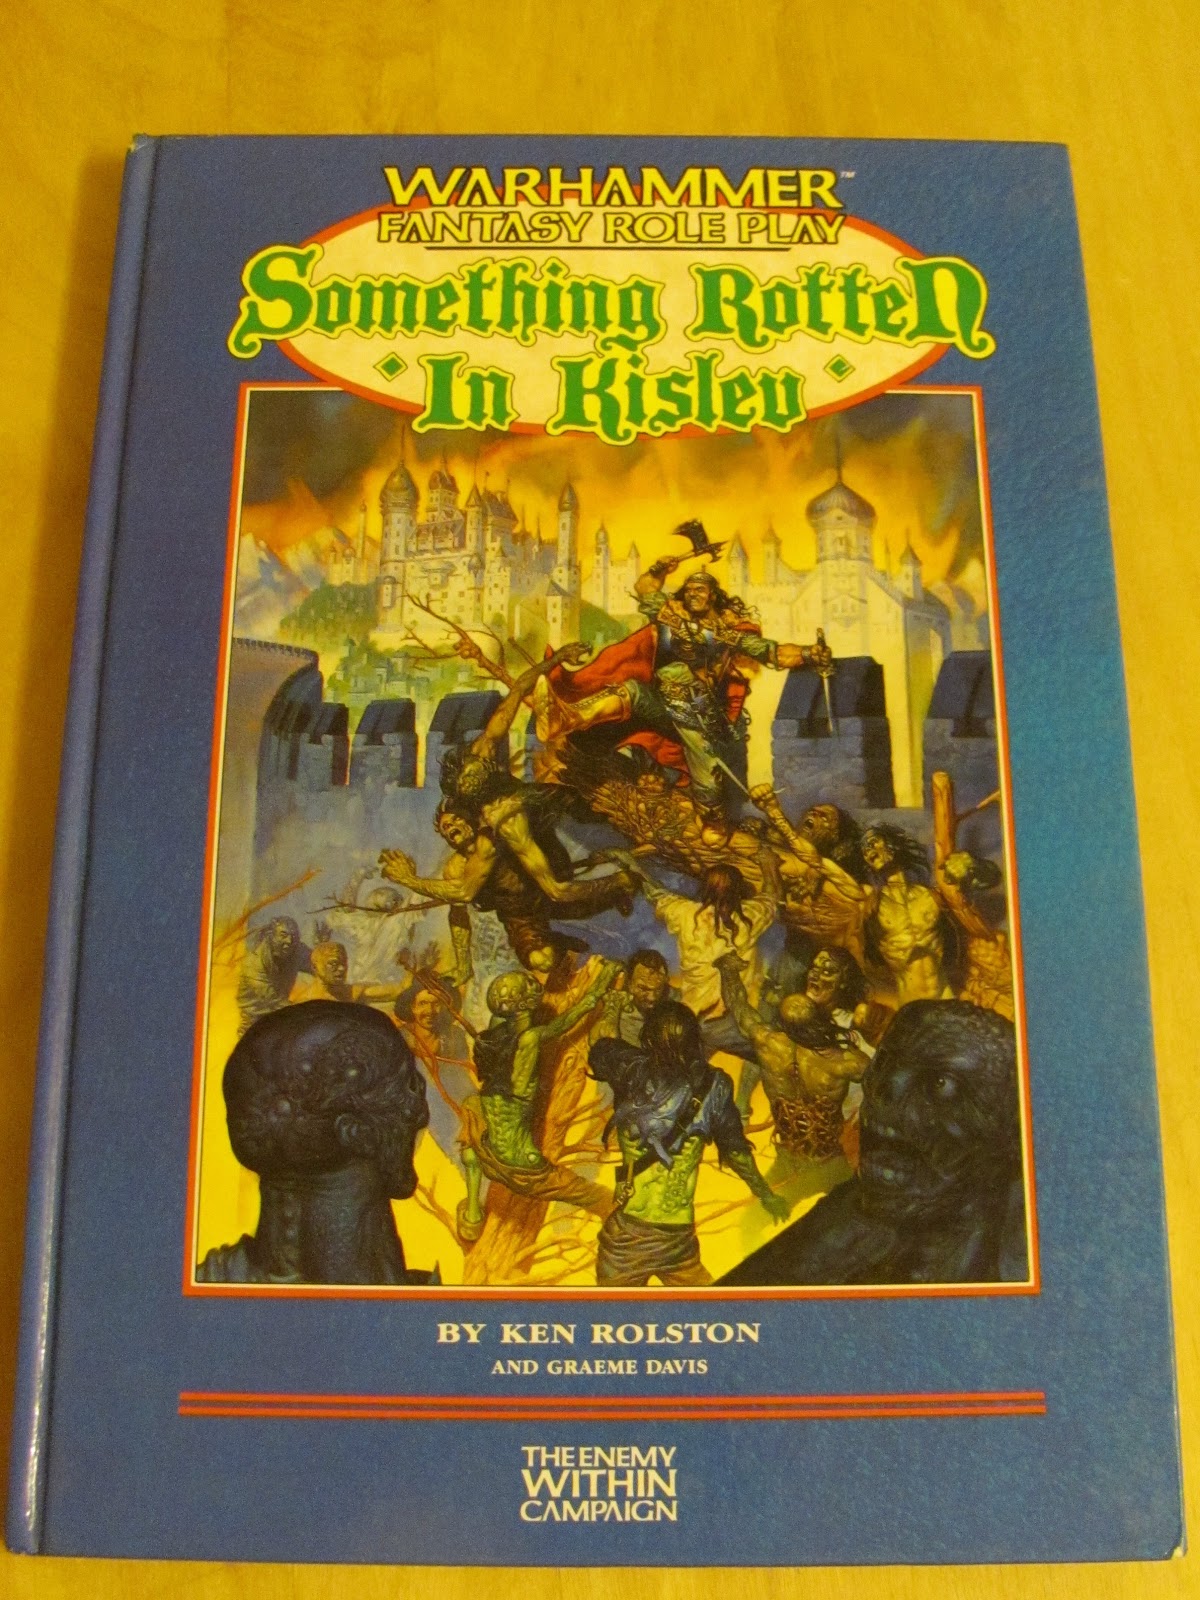 WARHAMMER™
FANTASY ROLE PLAY
Something Rotten
In Kislev
BY KEN ROLSTON
AND GRAEME DAVIS
THE ENEMY
WITHIN
CAMPAIGN